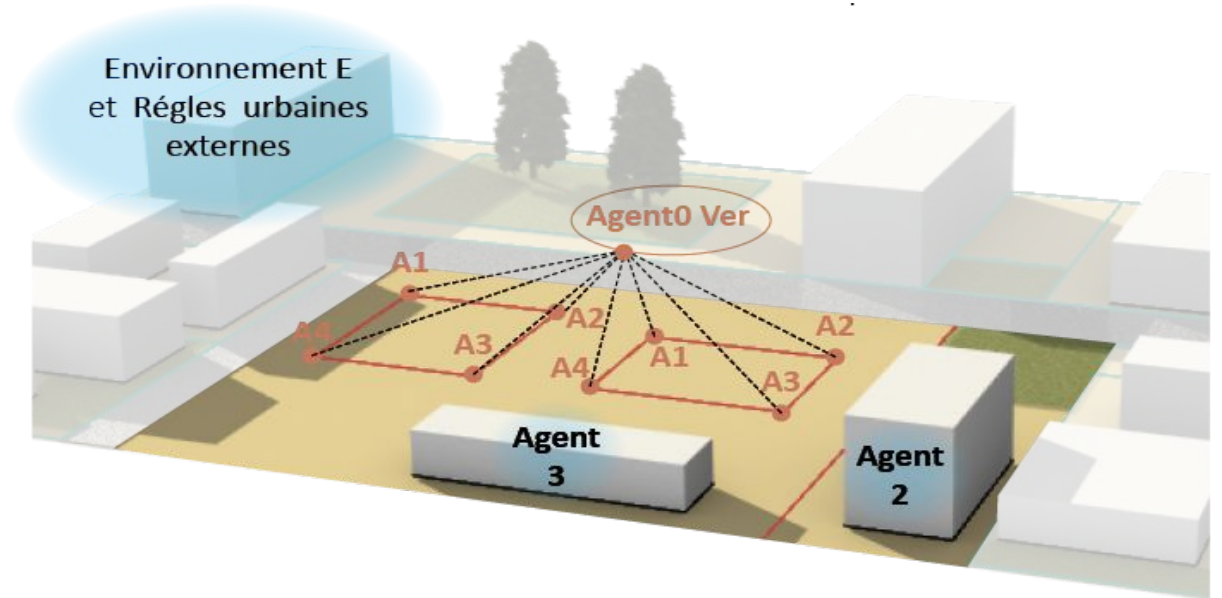 Environnement E
et Régles urbaines
externes
Agent0 Ver
A1
A2
A3
A4
A1
A2
A3
A4
Agent
3
Agent
2